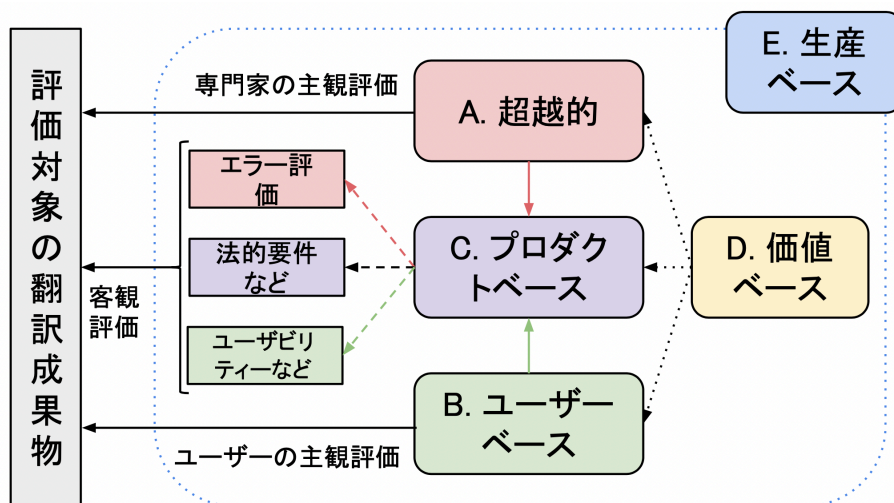 評価対象の翻訳成果物
専門家の主観評価
A. 超越的
E. 生産
ベース
エラー評
価
法的要件
など
ユーザビリ
ティーなど
客観
評価
C. プロダク
トベース
D. 価値
ベース
B. ユーザー
ベース
ユーザーの主観評価